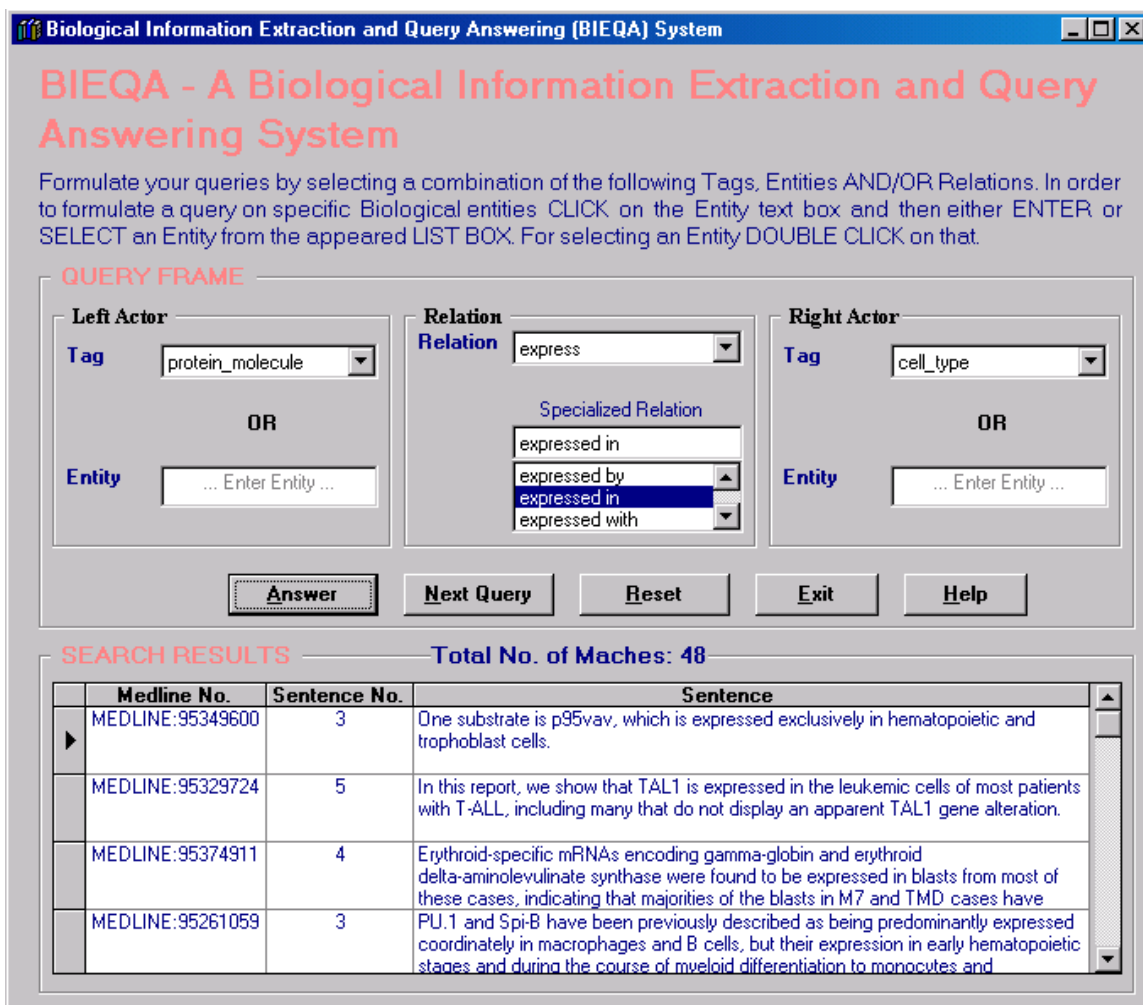 Biological Information Extraction and Query Answering (BIEQA) System
BIEQA - A Biological Information Extraction and Query
Answering System
Formulate your queries by selecting a combination of the following Tags, Entities AND/OR Relations. In order
to formulate a query on specific Biological entities CLICK on the Entity text box and then either ENTER or
SELECT an Entity from the appeared LIST BOX. For selecting an Entity DOUBLE CLICK on that.
QUERY FRAME
Left Actor
Tag
protein_molecule
OR
Entity
... Enter Entity ...
Relation
Relation
express
Specialized Relation
expressed in
expressed by
expressed in
expressed with
Right Actor
Tag
cell_type
OR
Entity
... Enter Entity ...
Answer
Next Query
Reset
Exit
Help
SEARCH RESULTS
Total No. of Maches: 48
Medline No. Sentence No. Sentence
MEDLINE:95349600 3 One substrate is p95vav, which is expressed exclusively in hematopoietic and
trophoblast cells.
MEDLINE:95329724 5 In this report, we show that TAL1 is expressed in the leukemic cells of most patients
with T-ALL, including many that do not display an apparent TAL1 gene alteration.
MEDLINE:95374911 4 Erythroid-specific mRNAs encoding gamma-globin and erythroid
delta-aminolevulinate synthase were found to be expressed in blasts from most of
these cases, indicating that majorities of the blasts in M7 and TMD cases have
MEDLINE:95261059 3 PU.1 and Spi-B have been previously described as being predominantly expressed
coordinately in macrophages and B cells, but their expression in early hematopoietic
stages and during the course of myeloid differentiation to monocytes and